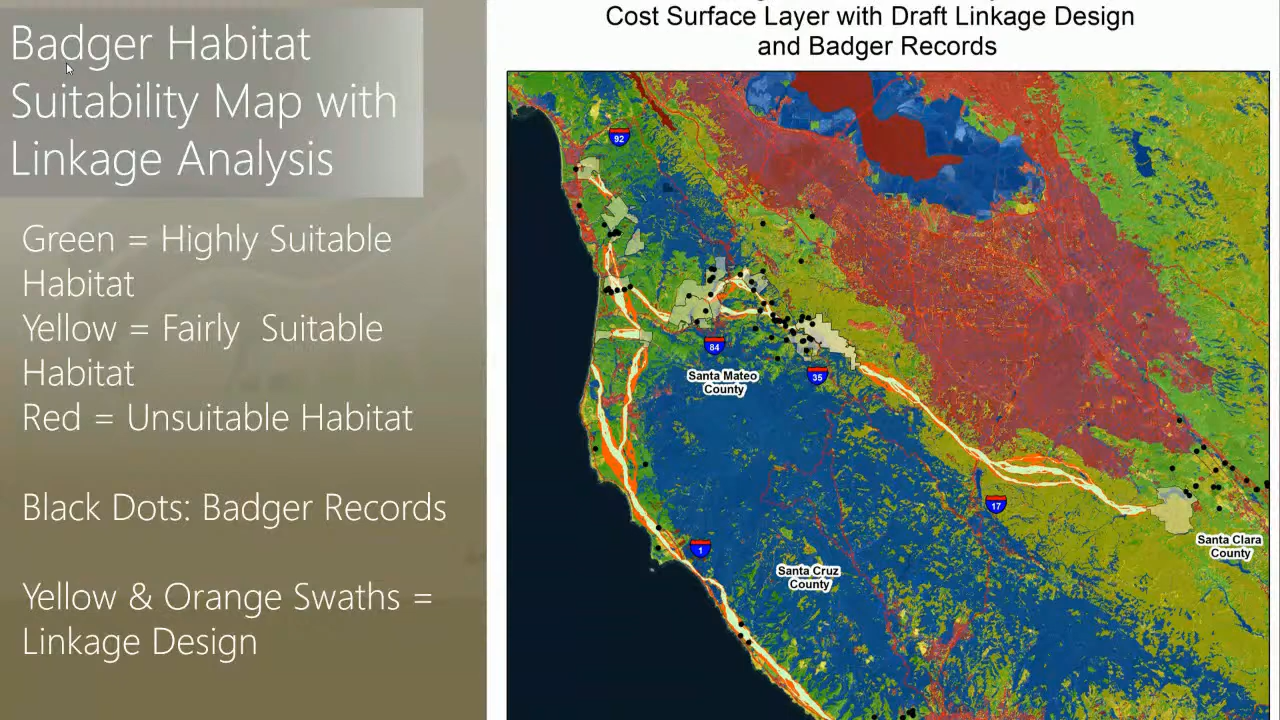 Badger Habitat
Suitability Map with
Linkage Analysis
Green = Highly Suitable
Habitat
Yellow = Fairly Suitable
Habitat
Red = Unsuitable Habitat
Black Dots: Badger Records
Yellow & Orange Swaths =
Linkage Design
Cost Surface Layer with Draft Linkage Design
and Badger Records
92
84
Santa Mateo
County
35
17
Santa Clara
County
1
Santa Cruz
County